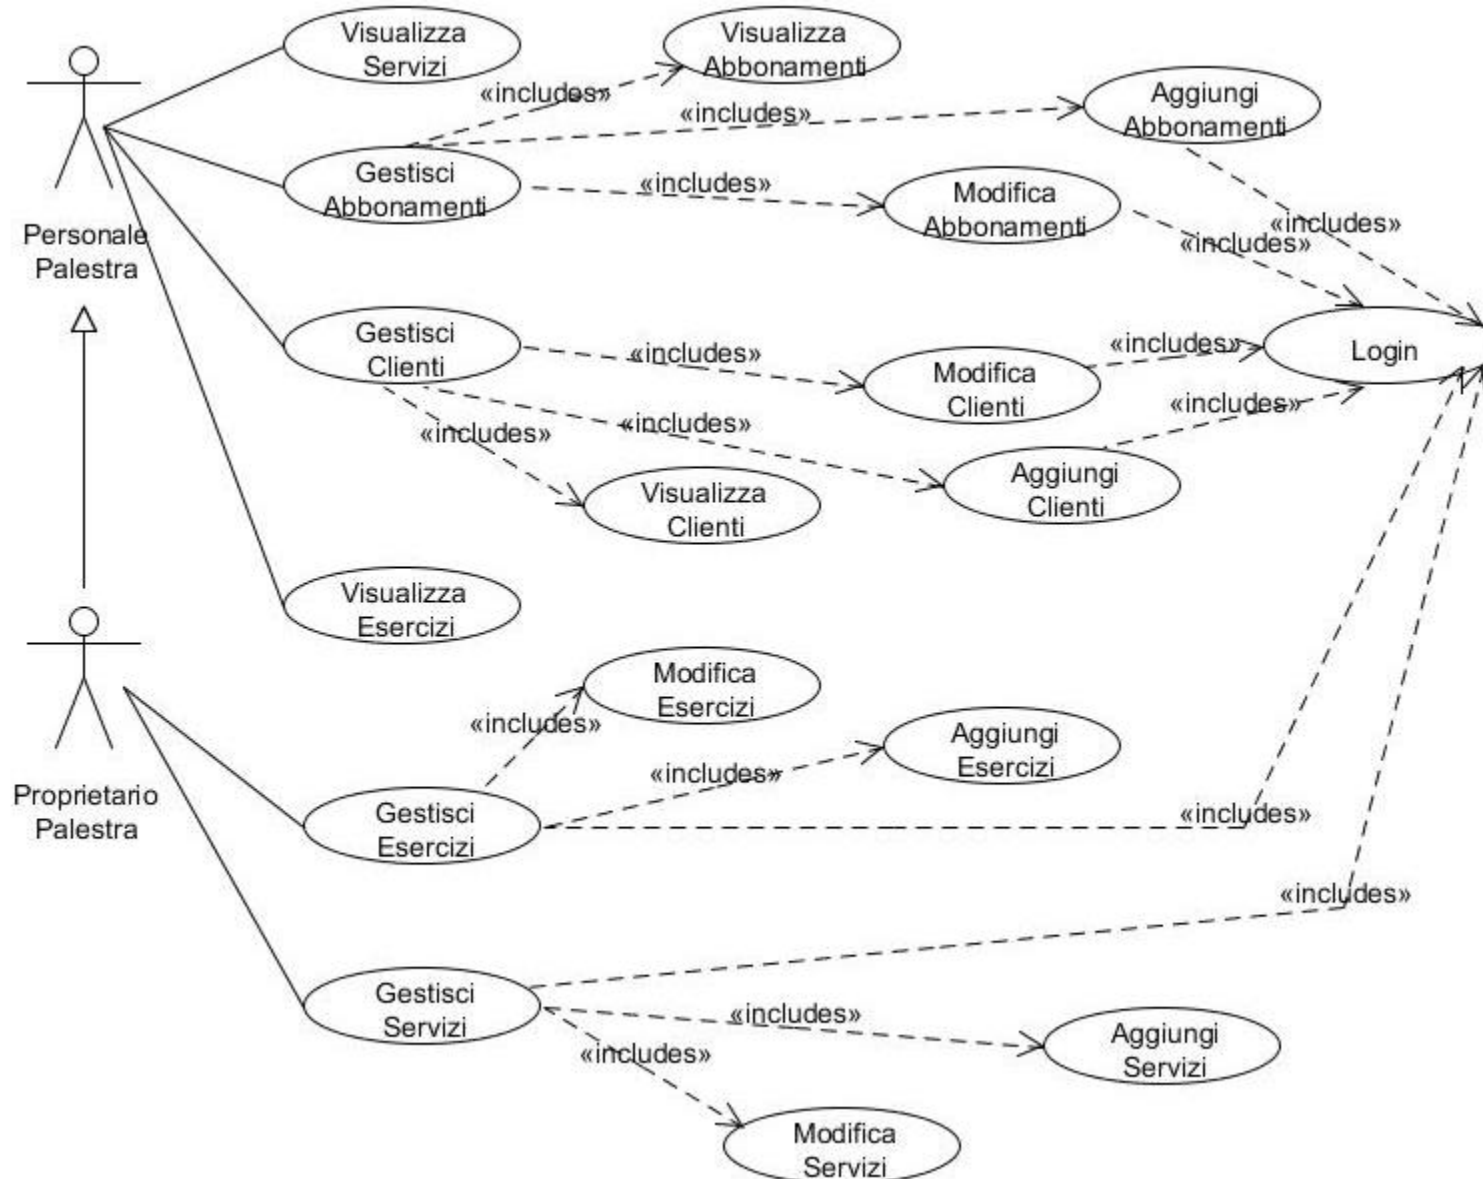 Visualizza
Servizi
Visualizza
Abbonamenti
«includes»
«includes»
Aggiungi
Abbonamenti
Gestisci
Abbonamenti
«includes»
Modifica
Abbonamenti
«includes»
«includes»
Personale
Palestra
Gestisci
Clienti
«includes»
Modifica
Clienti
«includes»
Login
«includes»
«includes»
«includes»
Visualizza
Clienti
Aggiungi
Clienti
Visualizza
Esercizi
Modifica
Esercizi
«includes»
Aggiungi
Esercizi
«includes»
Proprietario
Palestra
Gestisci
Esercizi
«includes»
«includes»
Gestisci
Servizi
«includes»
Aggiungi
Servizi
«includes»
Modifica
Servizi